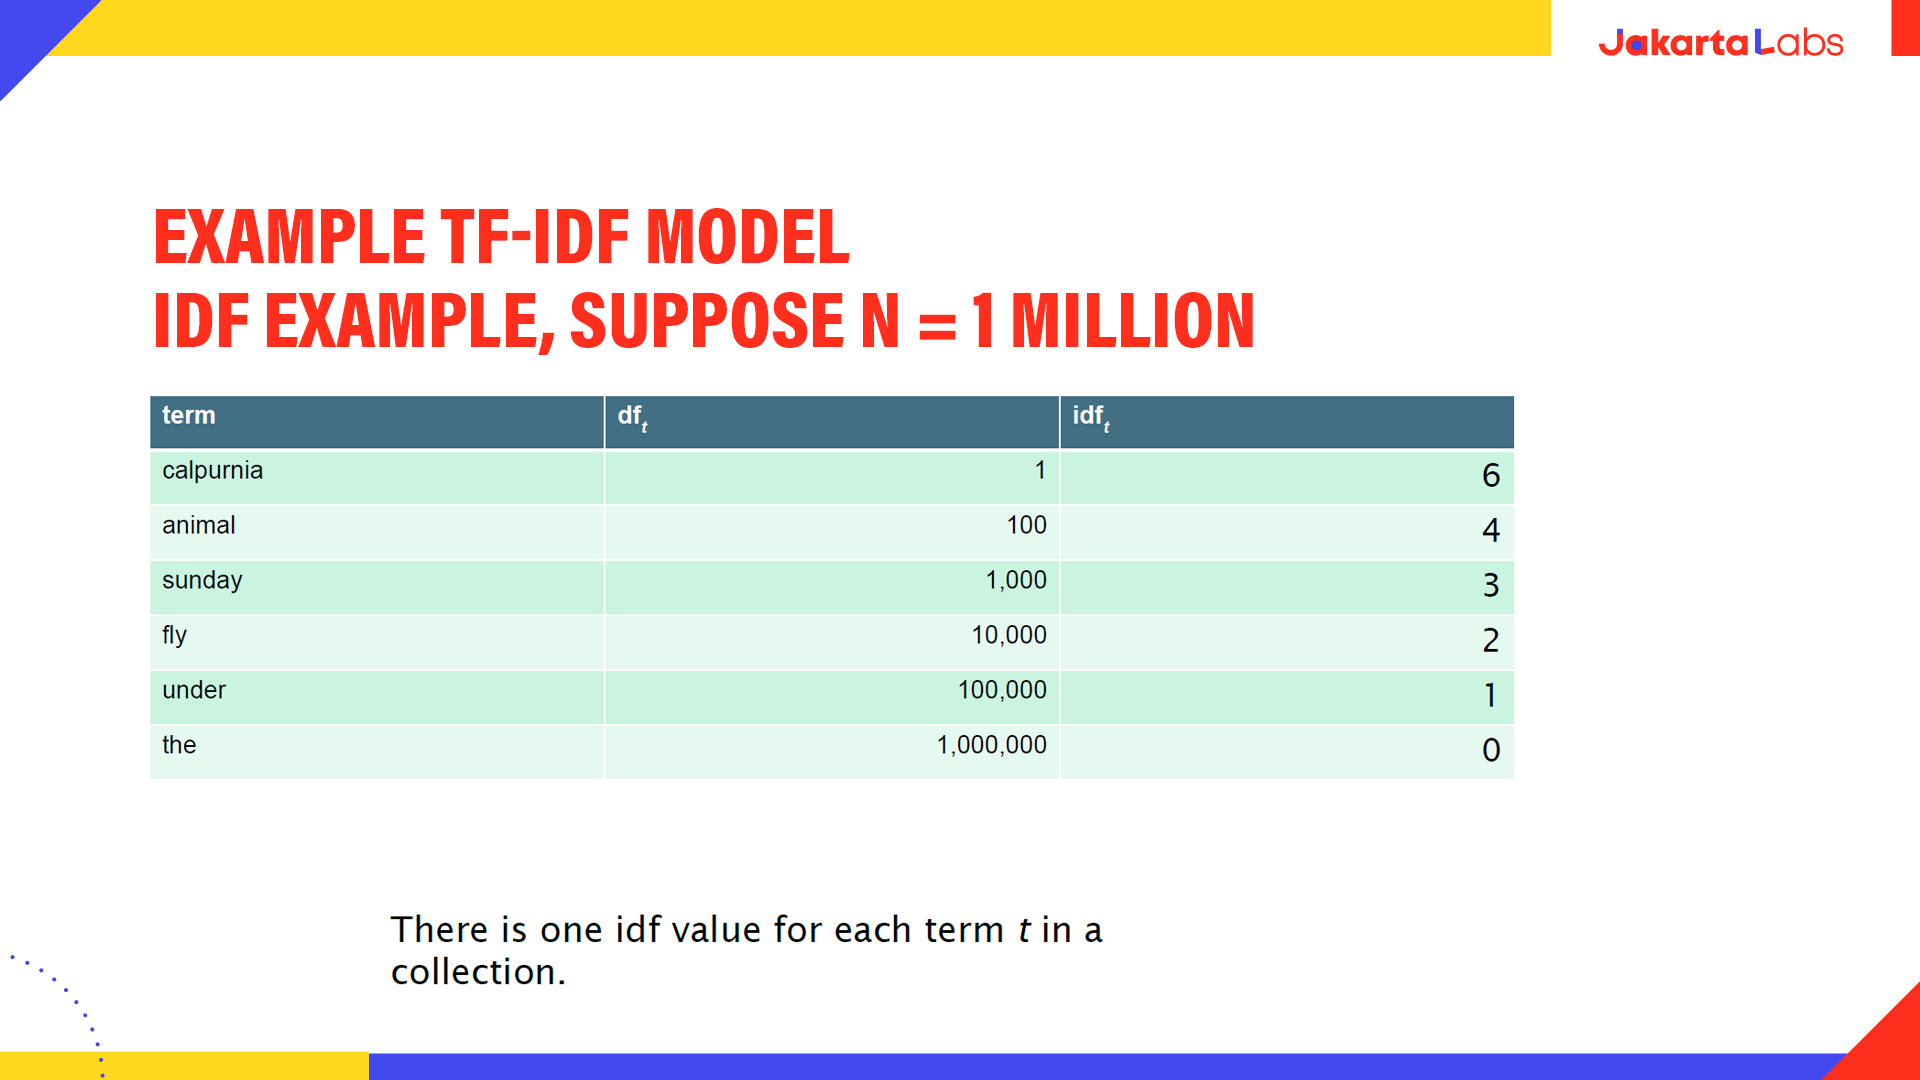 JakartaLabs
EXAMPLE TF-IDF MODEL
IDF EXAMPLE, SUPPOSE N = 1 MILLION
term df_t idf_t
calpurnia 1 6
animal 100 4
sunday 1,000 3
fly 10,000 2
under 100,000 1
the 1,000,000 0
There is one idf value for each term t in a
collection.